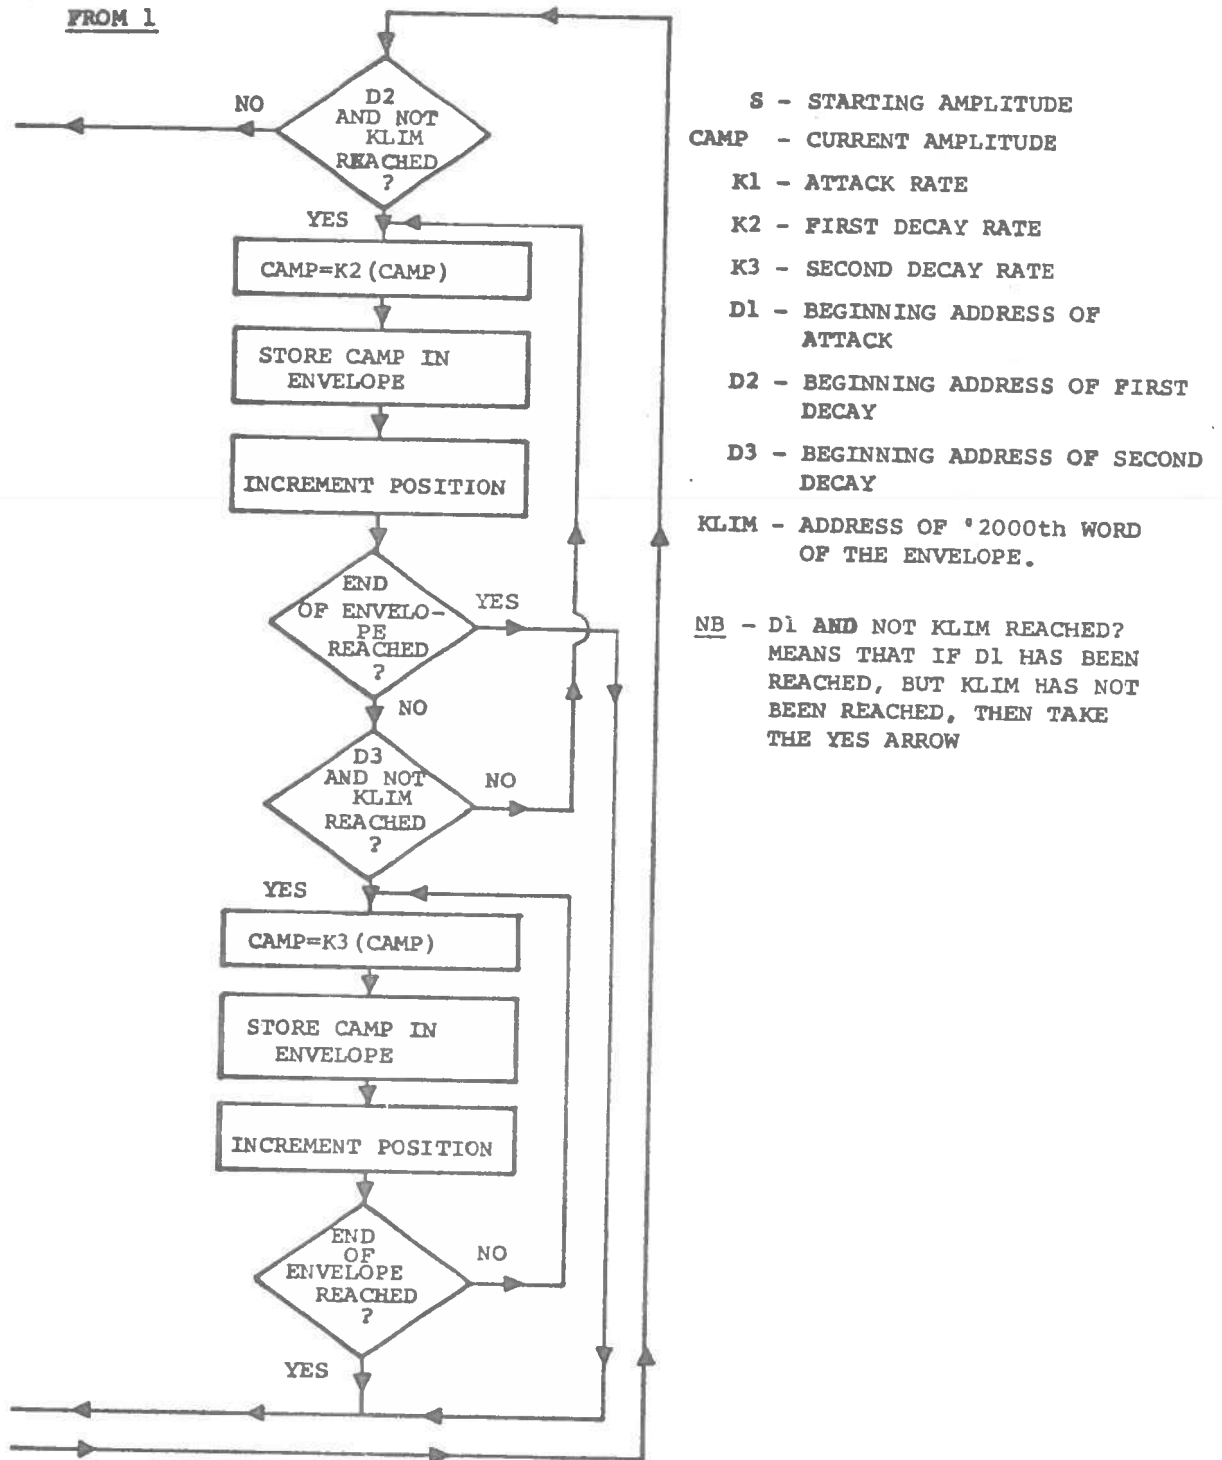 FROM 1
NO
D2
AND NOT
KLIM
REACHED
?
YES
CAMP=K2(CAMP)
STORE CAMP IN
ENVELOPE
INCREMENT POSITION
END
OF ENVELO-
PE
REACHED
?
YES
NO
D3
AND NOT
KLIM
REACHED
?
NO
YES
CAMP=K3(CAMP)
STORE CAMP IN
ENVELOPE
INCREMENT POSITION
END
OF
ENVELOPE
REACHED
?
NO
YES
S - STARTING AMPLITUDE
CAMP - CURRENT AMPLITUDE
K1 - ATTACK RATE
K2 - FIRST DECAY RATE
K3 - SECOND DECAY RATE
D1 - BEGINNING ADDRESS OF
ATTACK
D2 - BEGINNING ADDRESS OF FIRST
DECAY
D3 - BEGINNING ADDRESS OF SECOND
DECAY
KLIM - ADDRESS OF '2000th WORD
OF THE ENVELOPE.
NB - D1 AND NOT KLIM REACHED?
MEANS THAT IF D1 HAS BEEN
REACHED, BUT KLIM HAS NOT
BEEN REACHED, THEN TAKE
THE YES ARROW